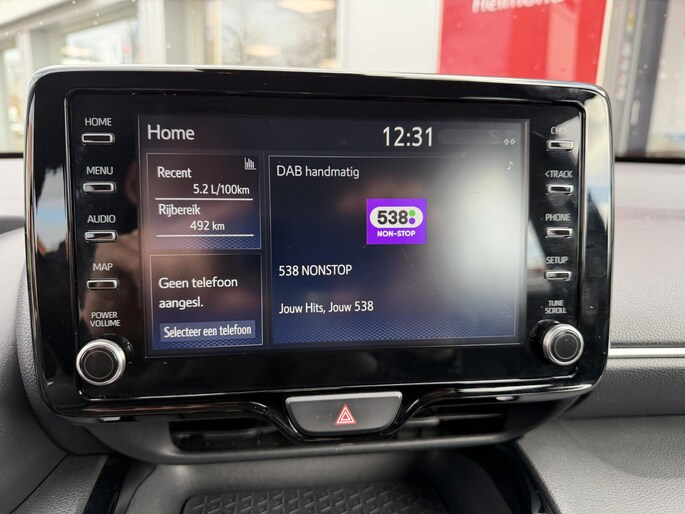 Helmond
HOME
MENU
AUDIO
MAP
POWER
VOLUME
Home
12:31
Recent
5.2 L/100km
Rijbereik
492 km
Geen telefoon
aangesl.
Selecteer een telefoon
DAB handmatig
538
NON-STOP
538 NONSTOP
Jouw Hits, Jouw 538
<TRACK
PHONE
SETUP
TUNE
SCROLL